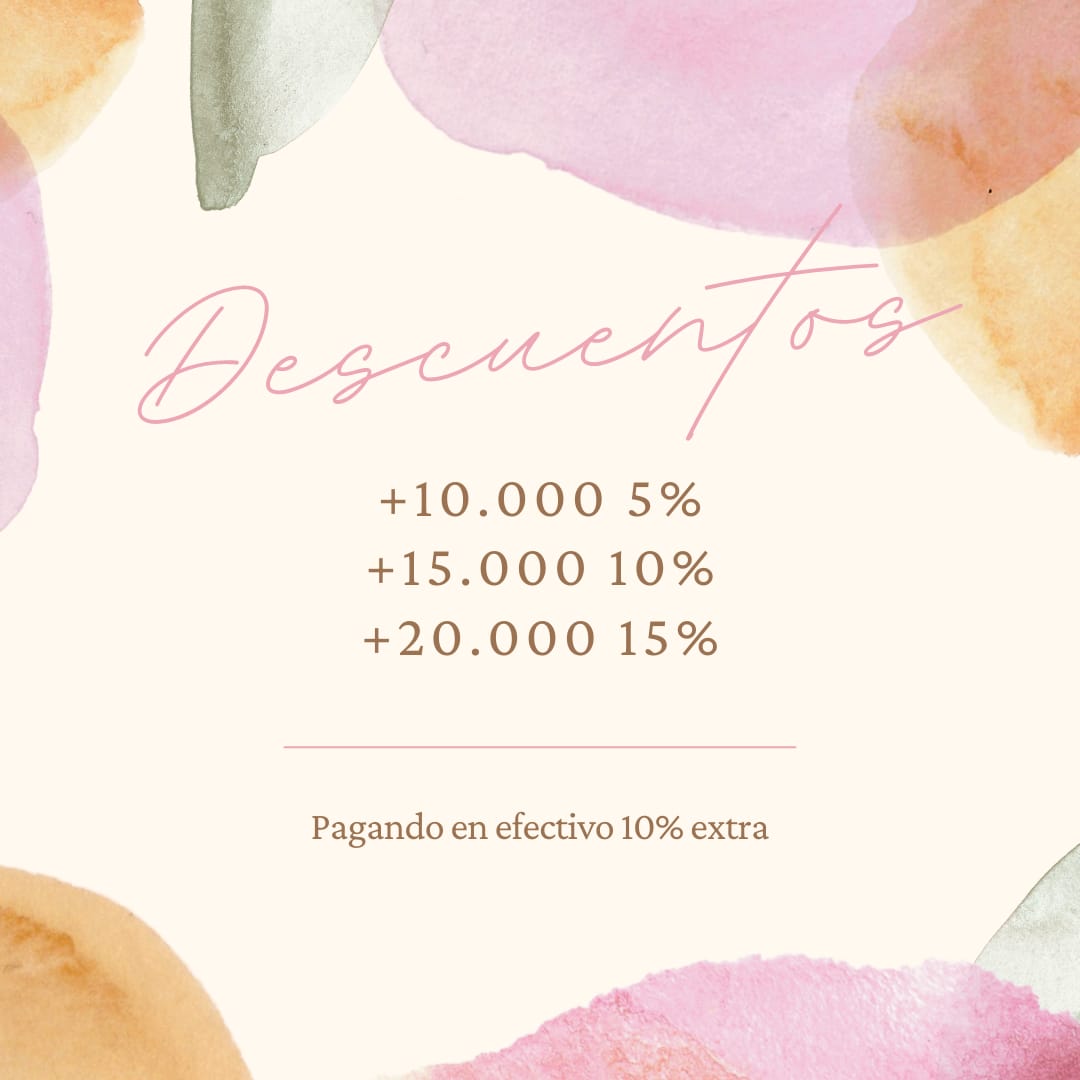 Descuentos
+10.000 5%
+15.000 10%
+20.000 15%
Pagando en efectivo 10% extra